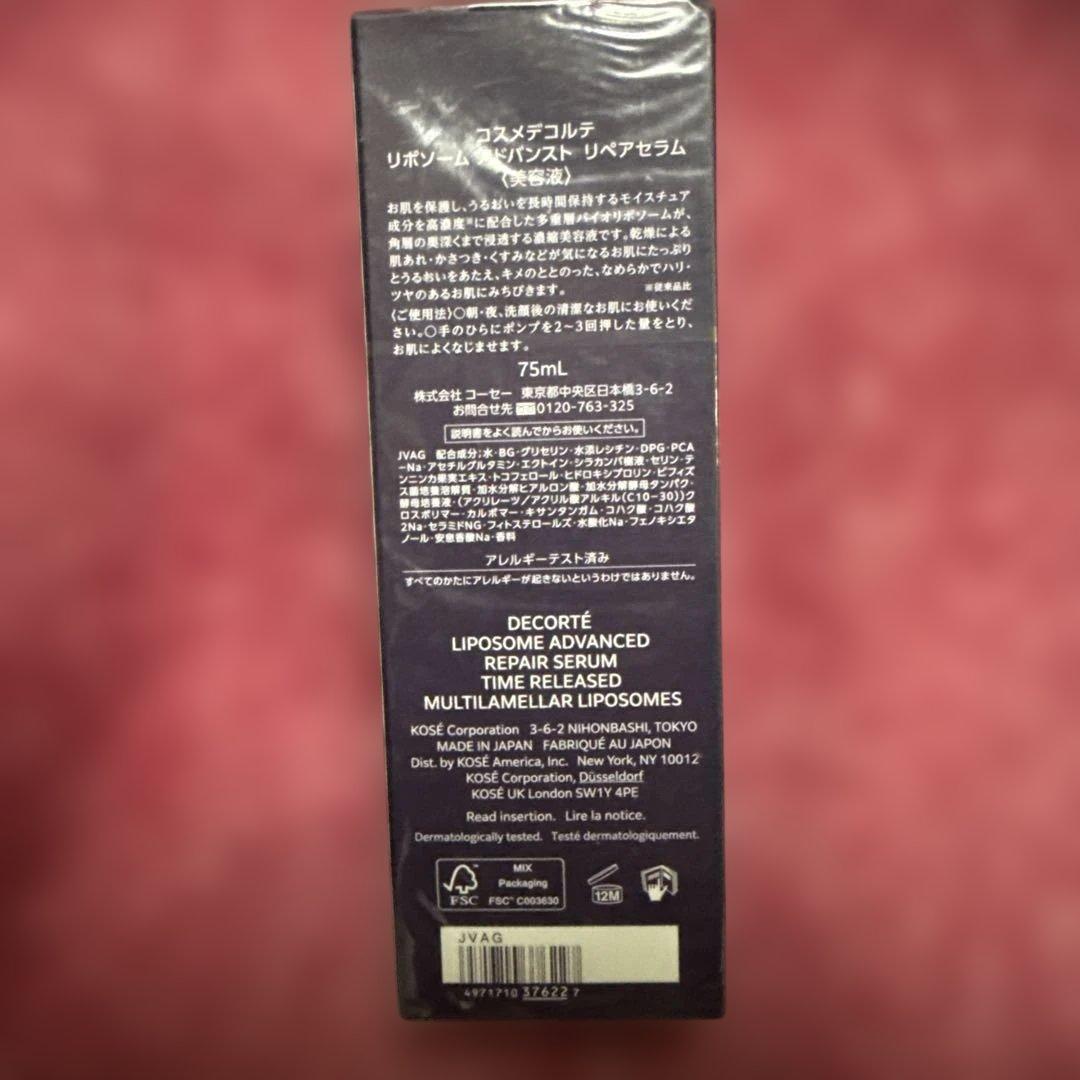 コスメデコルテ
リポソーム アドバンスト リペアセラム
〈美容液〉
お肌を保護し、うるおいを長時間保持するモイスチュア
成分を高濃度※に配合した多重層バイオリポソームが、
角層の奥深くまで浸透する濃縮美容液です。乾燥による
肌あれ・かさつき・くすみなどが気になるお肌にたっぷり
とうるおいをあたえ、キメのととのった、なめらかでハリ・
ツヤのあるお肌にみちびきます。 ※従来品比
〈ご使用法〉○朝・夜、洗顔後の清潔なお肌にお使いくだ
さい。○手のひらにポンプを2～3回押した量をとり、
お肌によくなじませます。
75mL
株式会社 コーセー 東京都中央区日本橋3-6-2
お問合せ先 0120-763-325
説明書をよく読んでからお使いください。
JVAG 配合成分;水・BG・グリセリン・水添レシチン・DPG・PCA
-Na・アセチルグルタミン・エクトイン・シラカンバ樹液・セリン・テ
ンニンカ果実エキス・トコフェロール・ヒドロキシプロリン・ビフィズ
ス菌培養溶解質・加水分解ヒアルロン酸・加水分解酵母タンパク・
酵母培養液・(アクリレーツ/アクリル酸アルキル(C10-30))ク
ロスポリマー・カルボマー・キサンタンガム・コハク酸・コハク酸
2Na・セラミドNG・フィトステロールズ・水酸化Na・フェノキシエタ
ノール・安息香酸Na・香料
アレルギーテスト済み
すべてのかたにアレルギーが起きないというわけではありません。
DECORTÉ
LIPOSOME ADVANCED
REPAIR SERUM
TIME RELEASED
MULTILAMELLAR LIPOSOMES
KOSÉ Corporation 3-6-2 NIHONBASHI, TOKYO
MADE IN JAPAN FABRIQUÉ AU JAPON
Dist. by KOSÉ America, Inc. New York, NY 10012
KOSÉ Corporation, Düsseldorf
KOSÉ UK London SW1Y 4PE
Read insertion. Lire la notice.
Dermatologically tested. Testé dermatologiquement.
MIX
Packaging
FSC FSC™ C003630
12M
JVAG
4971710 37622 7